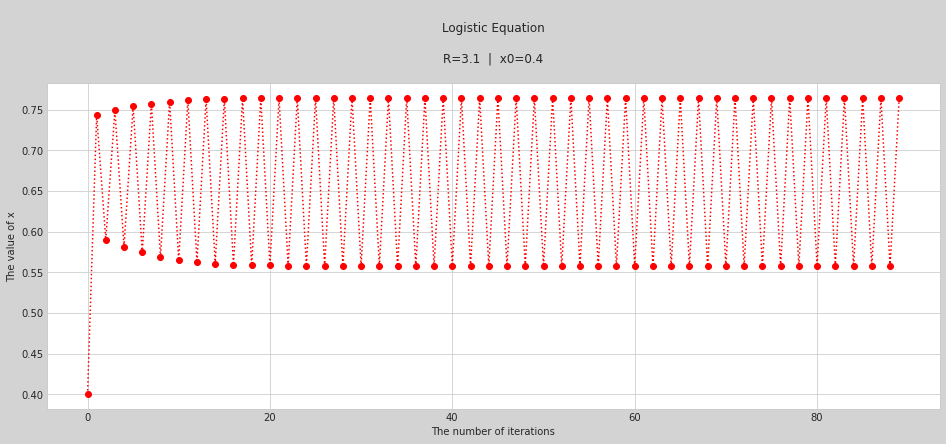 Logistic Equation
R=3.1 | x0=0.4
The value of x
0.75
0.70
0.65
0.60
0.55
0.50
0.45
0.40
0 20 40 60 80
The number of iterations